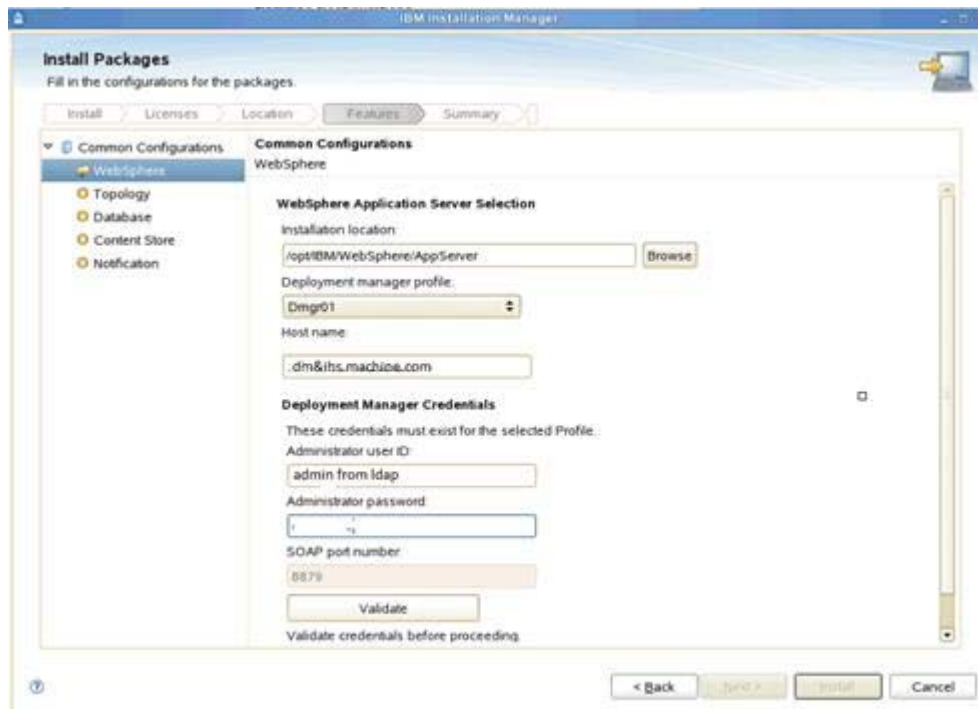 IBM Installation Manager
Install Packages
Fill in the configurations for the packages.
Install
Licenses
Location
Features
Summary
Common Configurations
WebSphere
Topology
Database
Content Store
Notification
Common Configurations
WebSphere
WebSphere Application Server Selection
Installation location:
/opt/IBM/WebSphere/AppServer
Browse
Deployment manager profile:
Dmgr01
Host name:
.dm&ihs.machine.com
Deployment Manager Credentials
These credentials must exist for the selected Profile.
Administrator user ID:
admin from ldap
Administrator password:
SOAP port number
8879
Validate
Validate credentials before proceeding.
< Back
Next >
Install
Cancel